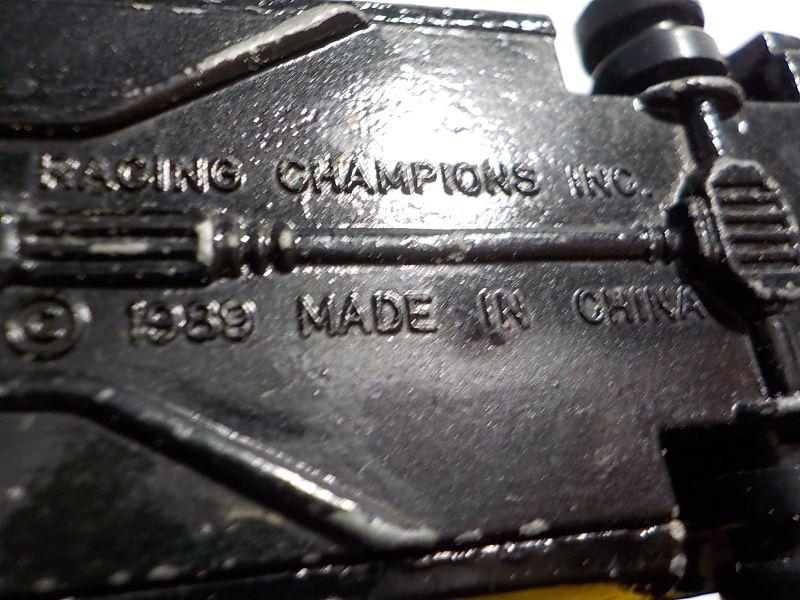 RACING CHAMPIONS INC.
© 1989 MADE IN CHINA